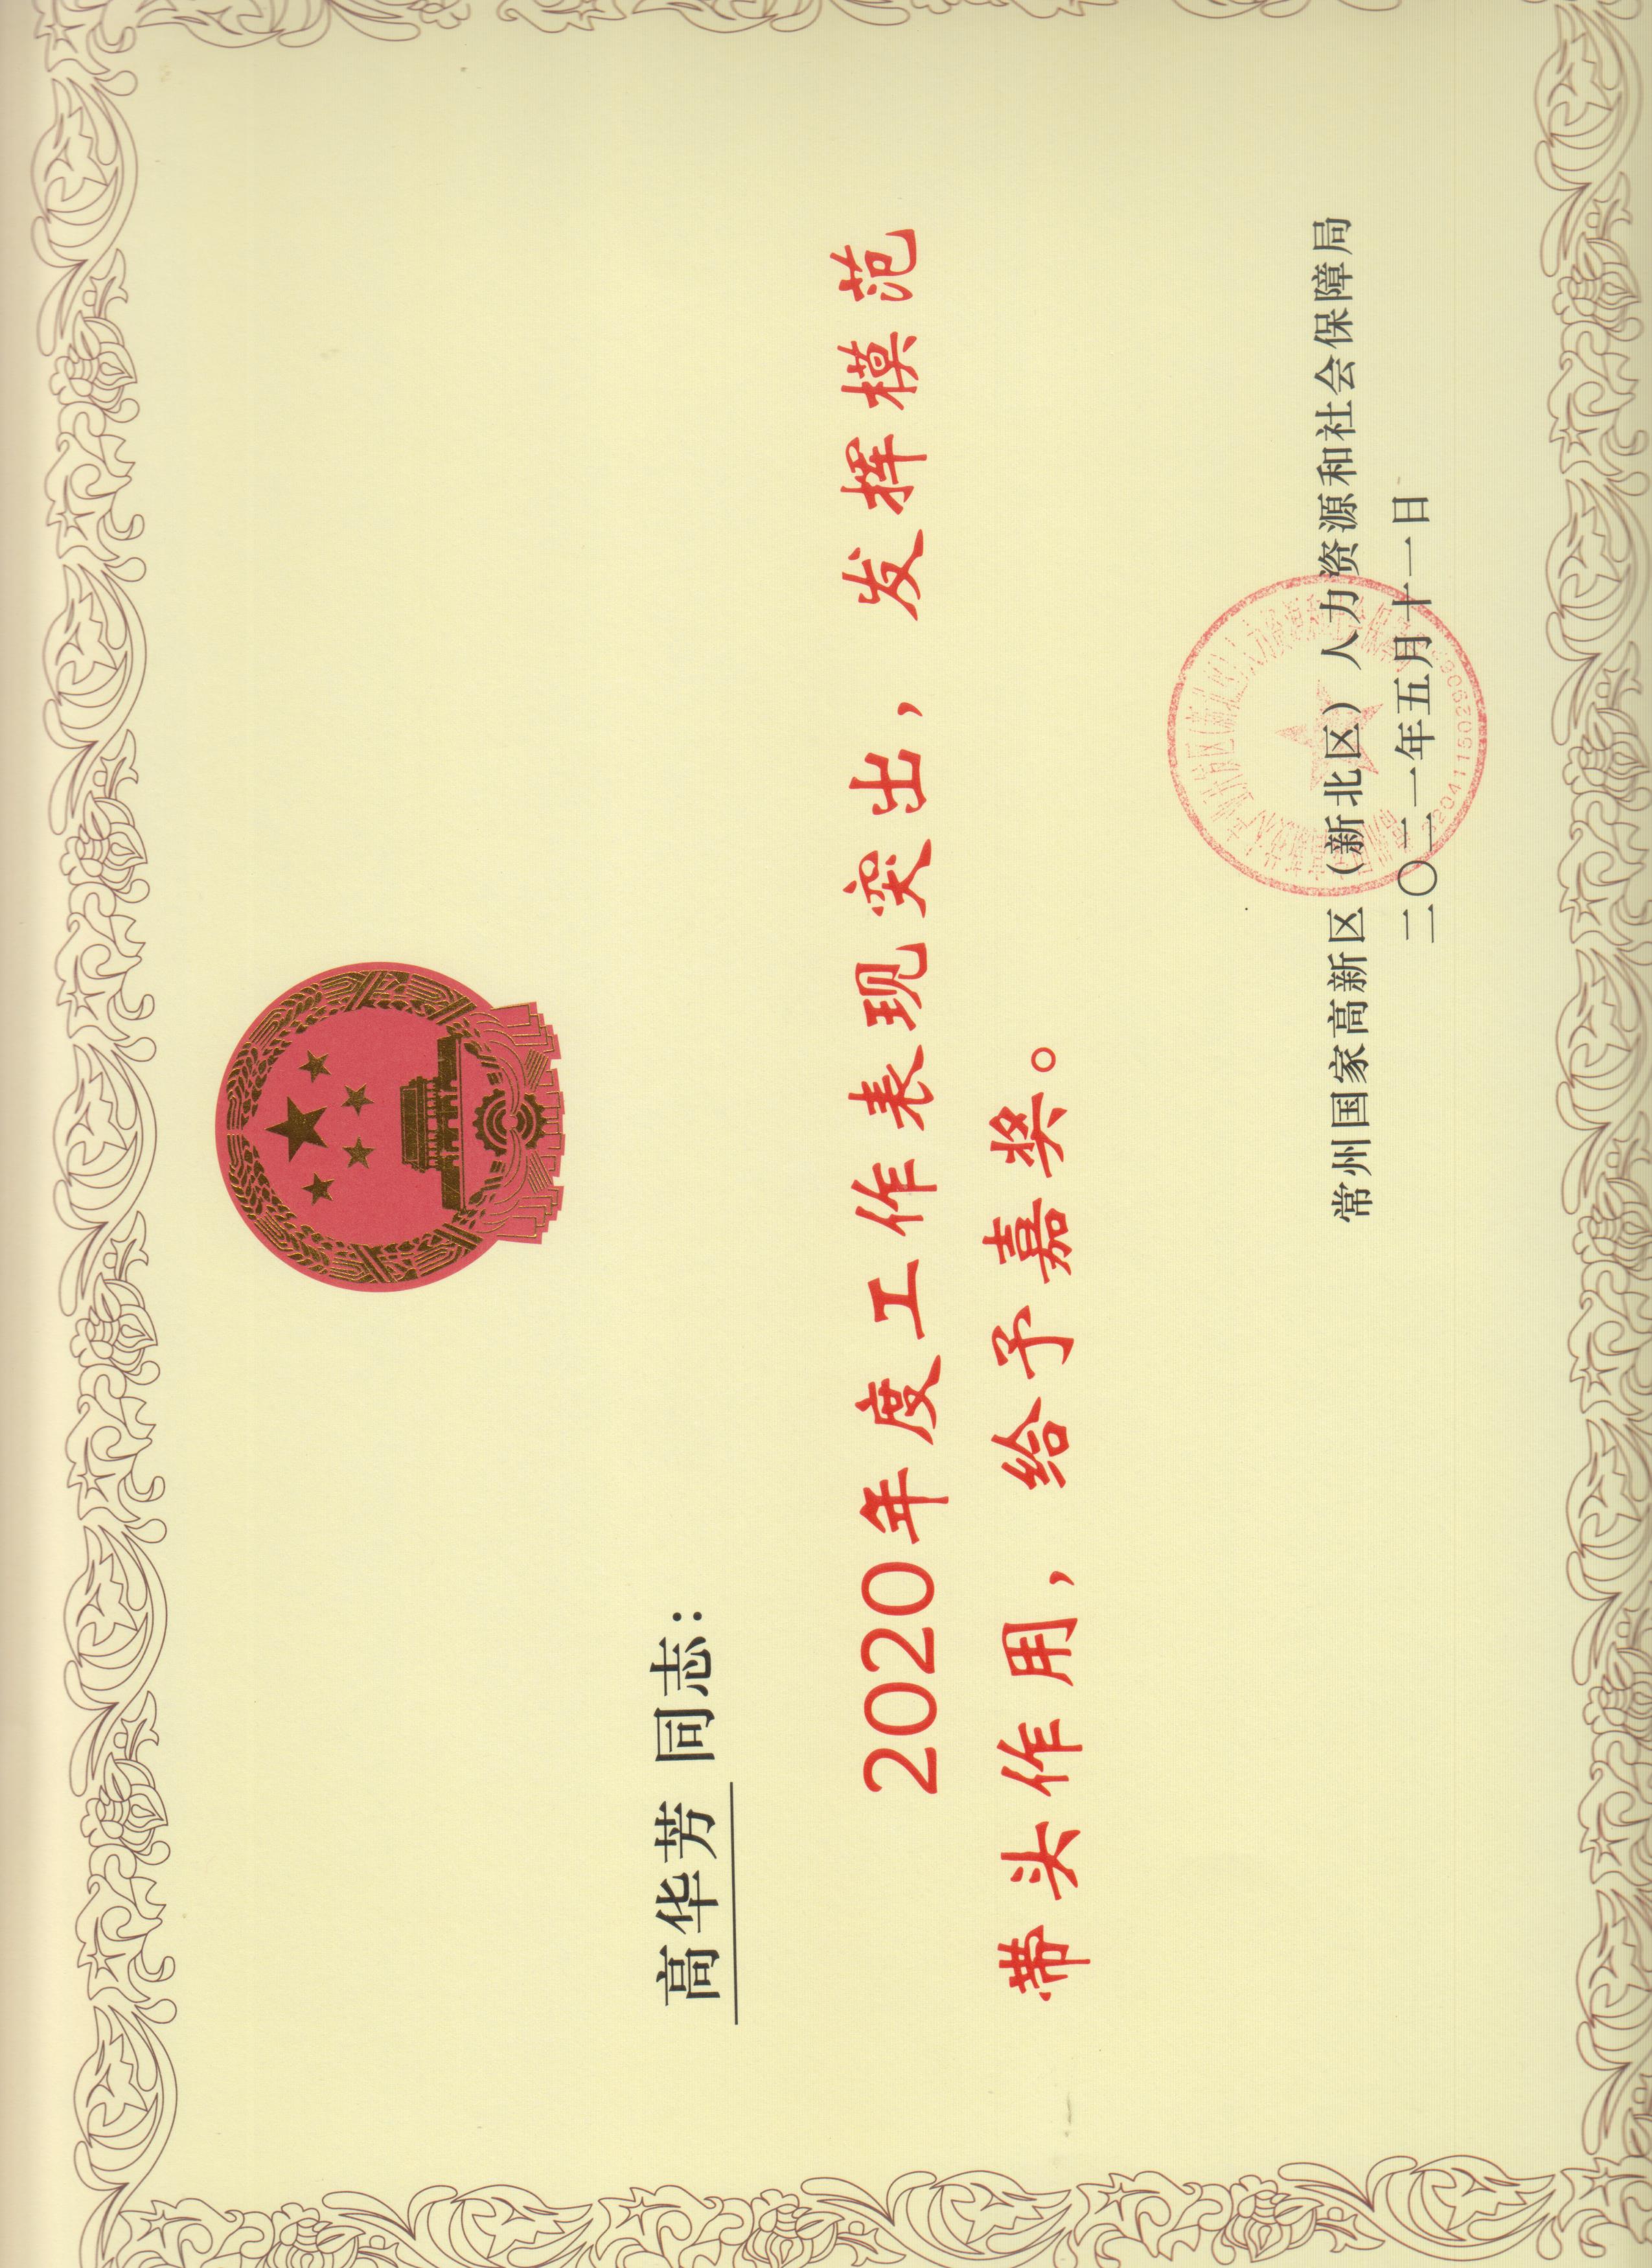 高华芳 同志:
2020年度工作表现突出，发挥模范
带头作用，给予嘉奖。
常州国家高新区（新北区）人力资源和社会保障局
二〇二一年五月十一日